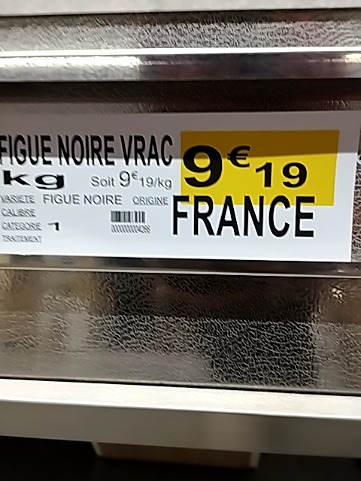 FIGUE NOIRE VRAC
9€19
kg Soit 9€19/kg
VARIETE FIGUE NOIRE ORIGINE FRANCE
CALIBRE
CATEGORIE 1
TRAITEMENT